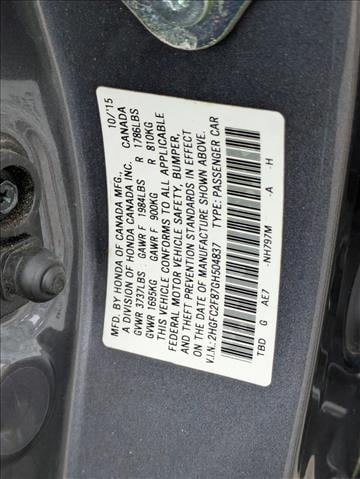 MFD. BY HONDA OF CANADA MFG., 10/'15
A DIVISION OF HONDA CANADA INC. CANADA
GVWR 3737LBS GAWR F 1984LBS R 1786LBS
GVWR 1695KG GAWR F 900KG R 810KG
THIS VEHICLE CONFORMS TO ALL APPLICABLE
FEDERAL MOTOR VEHICLE SAFETY, BUMPER,
AND THEFT PREVENTION STANDARDS IN EFFECT
ON THE DATE OF MANUFACTURE SHOWN ABOVE.
V.I.N.:2HGFC2F87GH504837 TYPE:PASSENGER CAR
TBD G AE7 NH797M A H